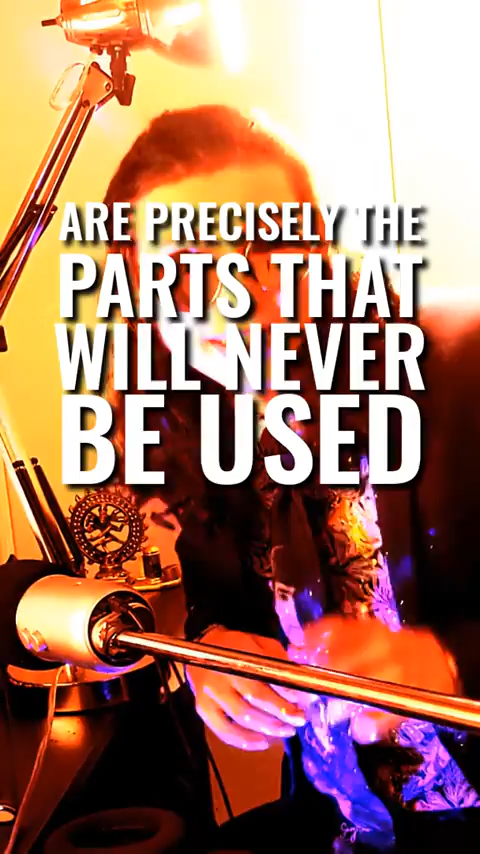 ARE PRECISELY THE
PARTS THAT
WILL NEVER
BE USED